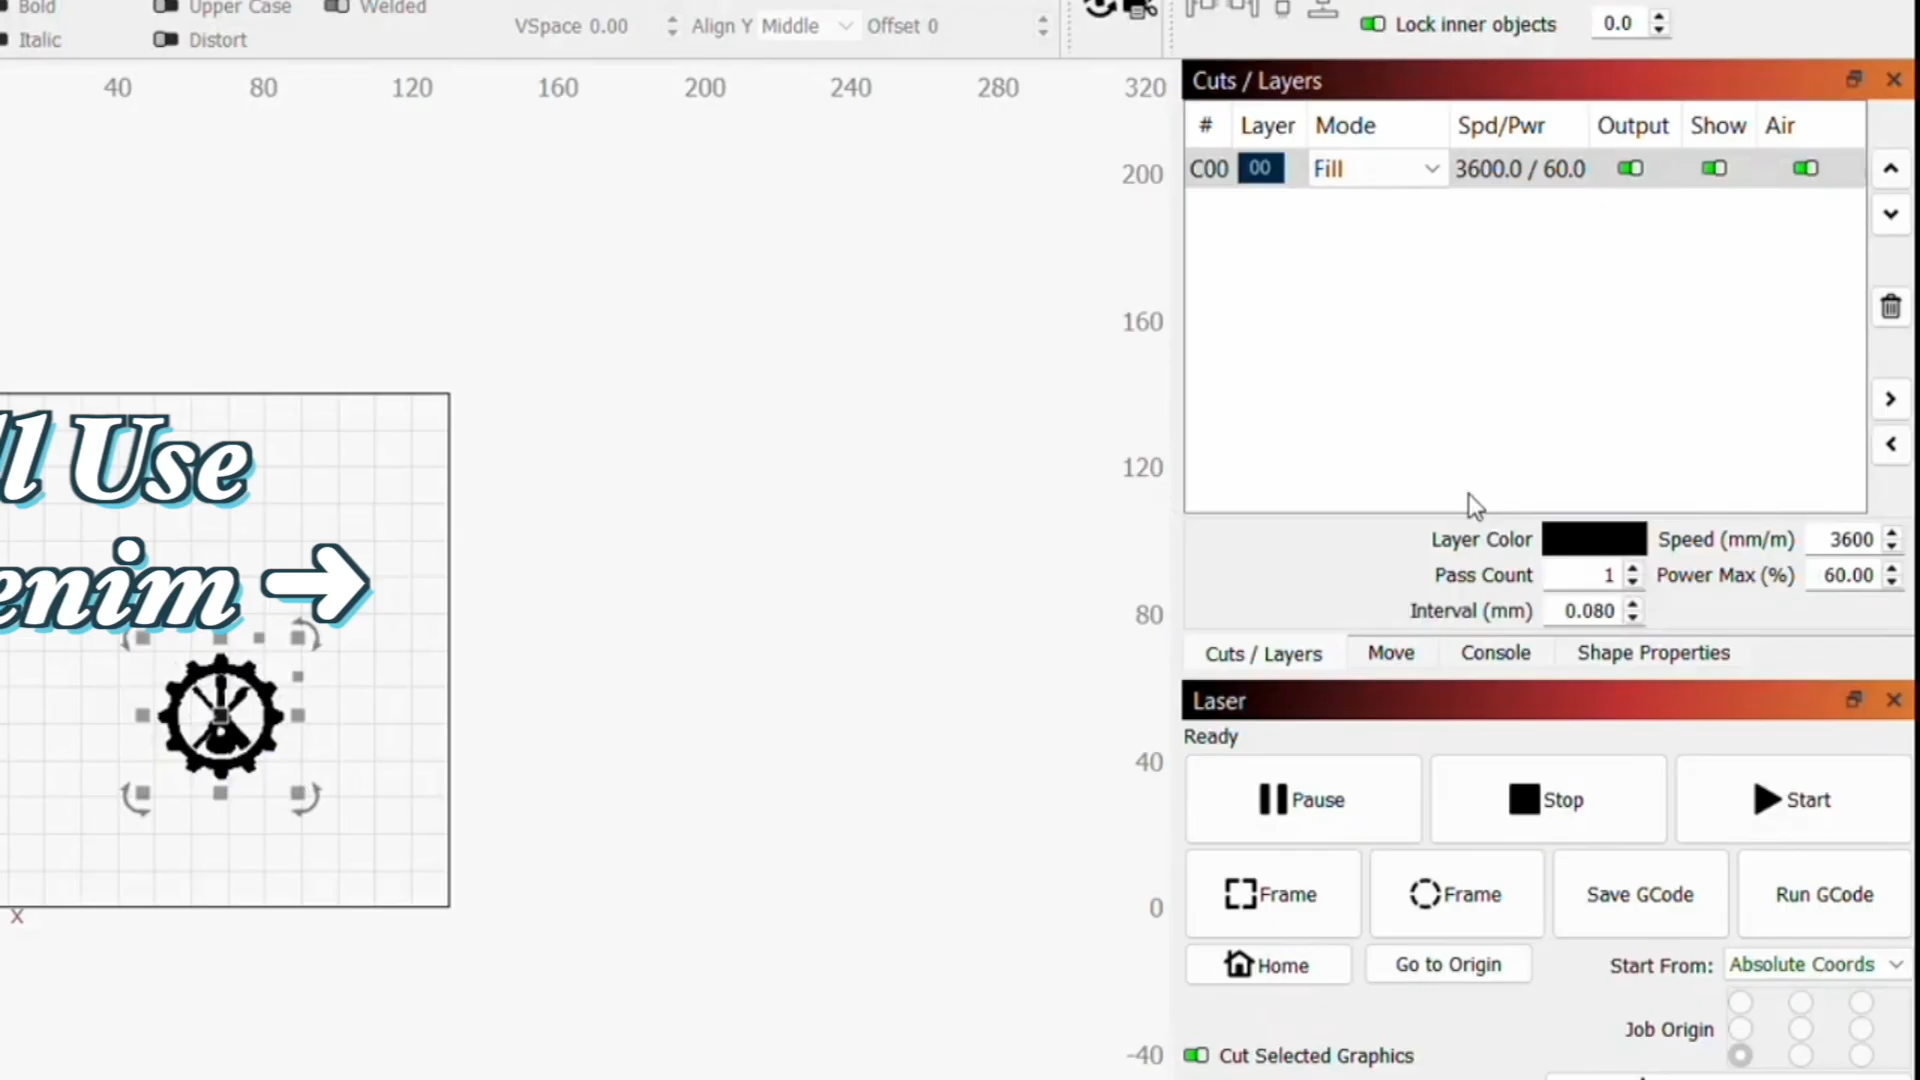 Bold
Upper Case
Welded
Italic
Distort
VSpace 0.00
Align Y Middle
Offset 0
Lock inner objects
0.0
40 80 120 160 200 240 280 320
Cuts / Layers
# Layer Mode Spd/Pwr Output Show Air
C00 00 Fill 3600.0 / 60.0
200
160
120
80
40
0
-40
ll Use
enim →
X
Layer Color
Speed (mm/m) 3600
Pass Count 1
Power Max (%) 60.00
Interval (mm) 0.080
Cuts / Layers Move Console Shape Properties
Laser
Ready
Pause Stop Start
Frame Frame Save GCode Run GCode
Home Go to Origin Start From: Absolute Coords
Job Origin
Cut Selected Graphics